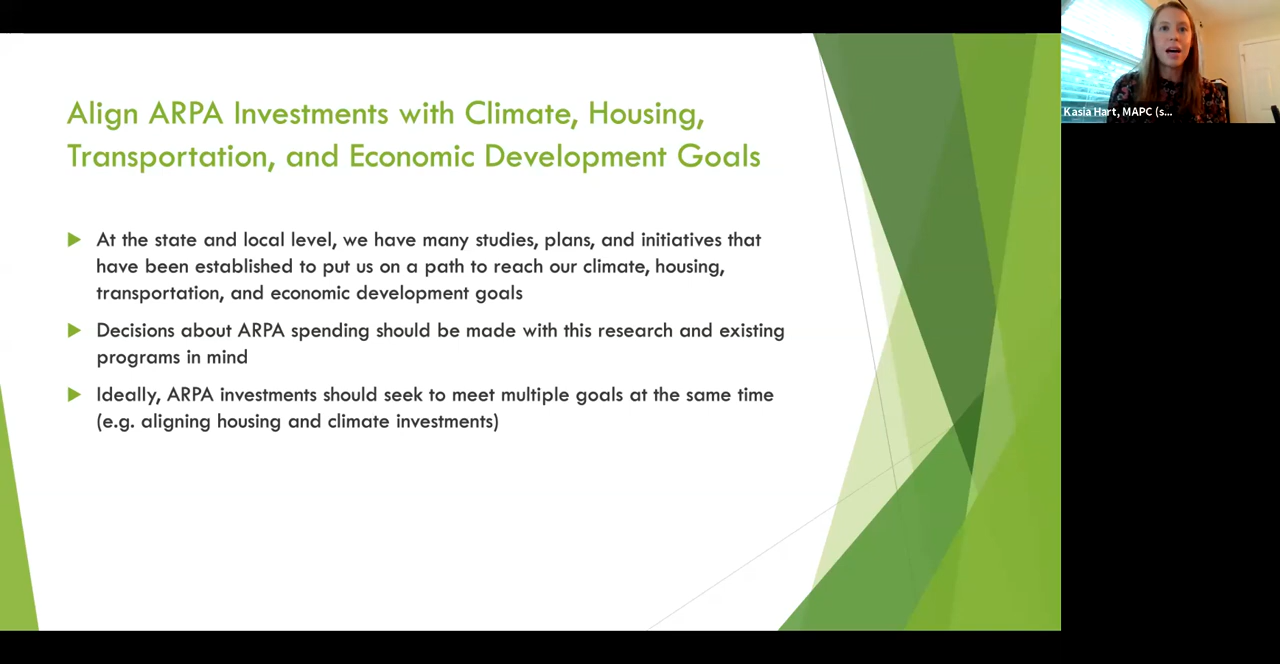 Align ARPA Investments with Climate, Housing,
Transportation, and Economic Development Goals
At the state and local level, we have many studies, plans, and initiatives that
have been established to put us on a path to reach our climate, housing,
transportation, and economic development goals
Decisions about ARPA spending should be made with this research and existing
programs in mind
Ideally, ARPA investments should seek to meet multiple goals at the same time
(e.g. aligning housing and climate investments)
Kasia Hart, MAPC (s...